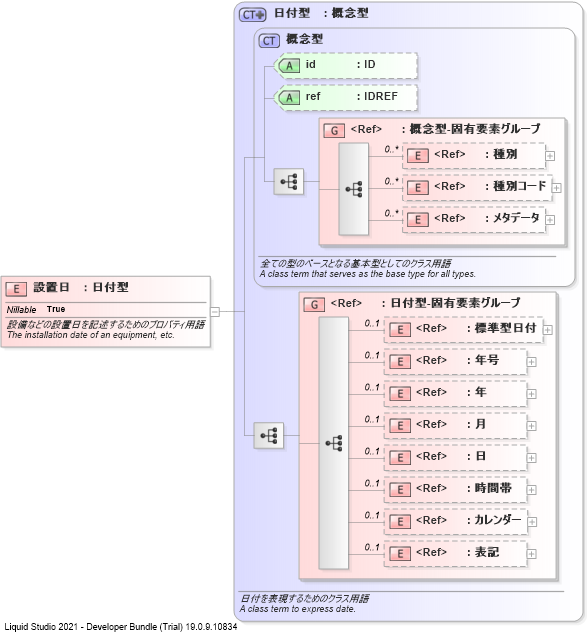 CT 日付型 : 概念型
CT 概念型
A id : ID
A ref : IDREF
G <Ref> : 概念型-固有要素グループ
0..* E <Ref> : 種別
0..* E <Ref> : 種別コード
0..* E <Ref> : メタデータ
全ての型のベースとなる基本型としてのクラス用語
A class term that serves as the base type for all types.
E 設置日 : 日付型
Nillable True
設備などの設置日を記述するためのプロパティ用語
The installation date of an equipment, etc.
G <Ref> : 日付型-固有要素グループ
0..1 E <Ref> : 標準型日付
0..1 E <Ref> : 年号
0..1 E <Ref> : 年
0..1 E <Ref> : 月
0..1 E <Ref> : 日
0..1 E <Ref> : 時間帯
0..1 E <Ref> : カレンダー
0..1 E <Ref> : 表記
日付を表現するためのクラス用語
A class term to express date.
Liquid Studio 2021 - Developer Bundle (Trial) 19.0.9.10834